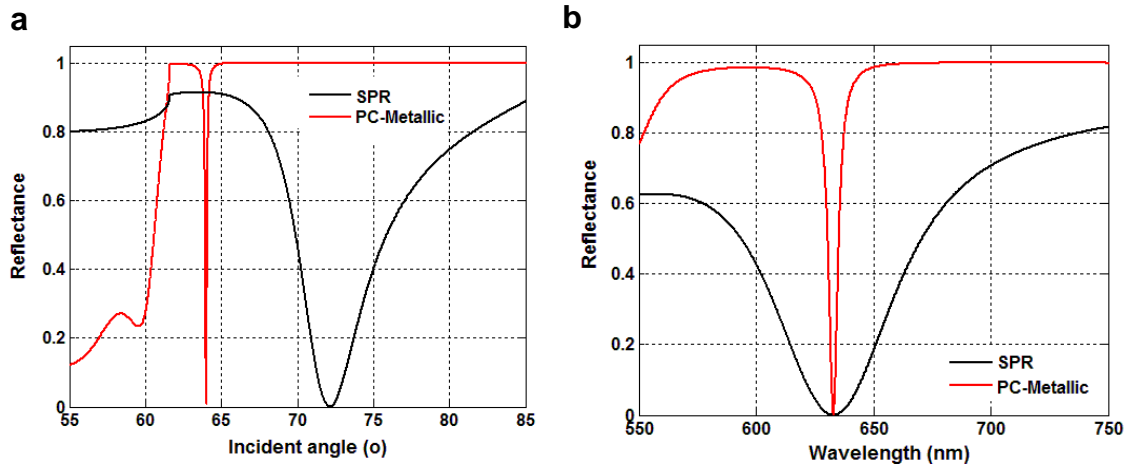 a
1
0.8
0.6
0.4
0.2
0
Reflectance
SPR
PC-Metallic
55 60 65 70 75 80 85
Incident angle (o)
b
1
0.8
0.6
0.4
0.2
0
Reflectance
SPR
PC-Metallic
550 600 650 700 750
Wavelength (nm)